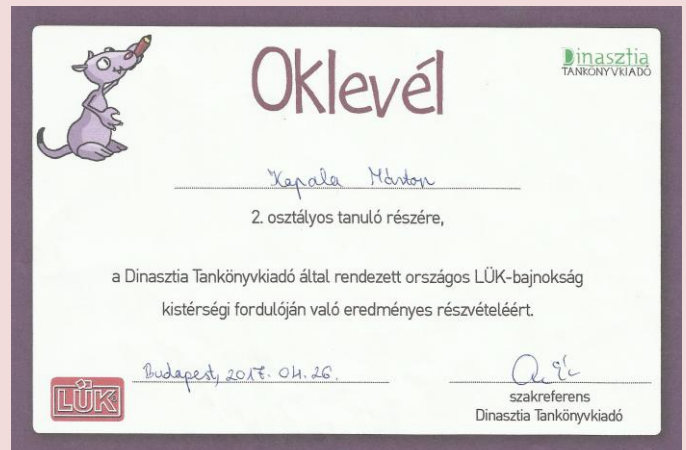 Oklevél
Dinasztia
TANKÖNYVKIADÓ
Kapala Márton
2. osztályos tanuló részére,
a Dinasztia Tankönyvkiadó által rendezett országos LÜK-bajnokság
kistérségi fordulóján való eredményes részvételéért.
Budapest, 2017. 04. 26.
LÜK
szakreferens
Dinasztia Tankönyvkiadó